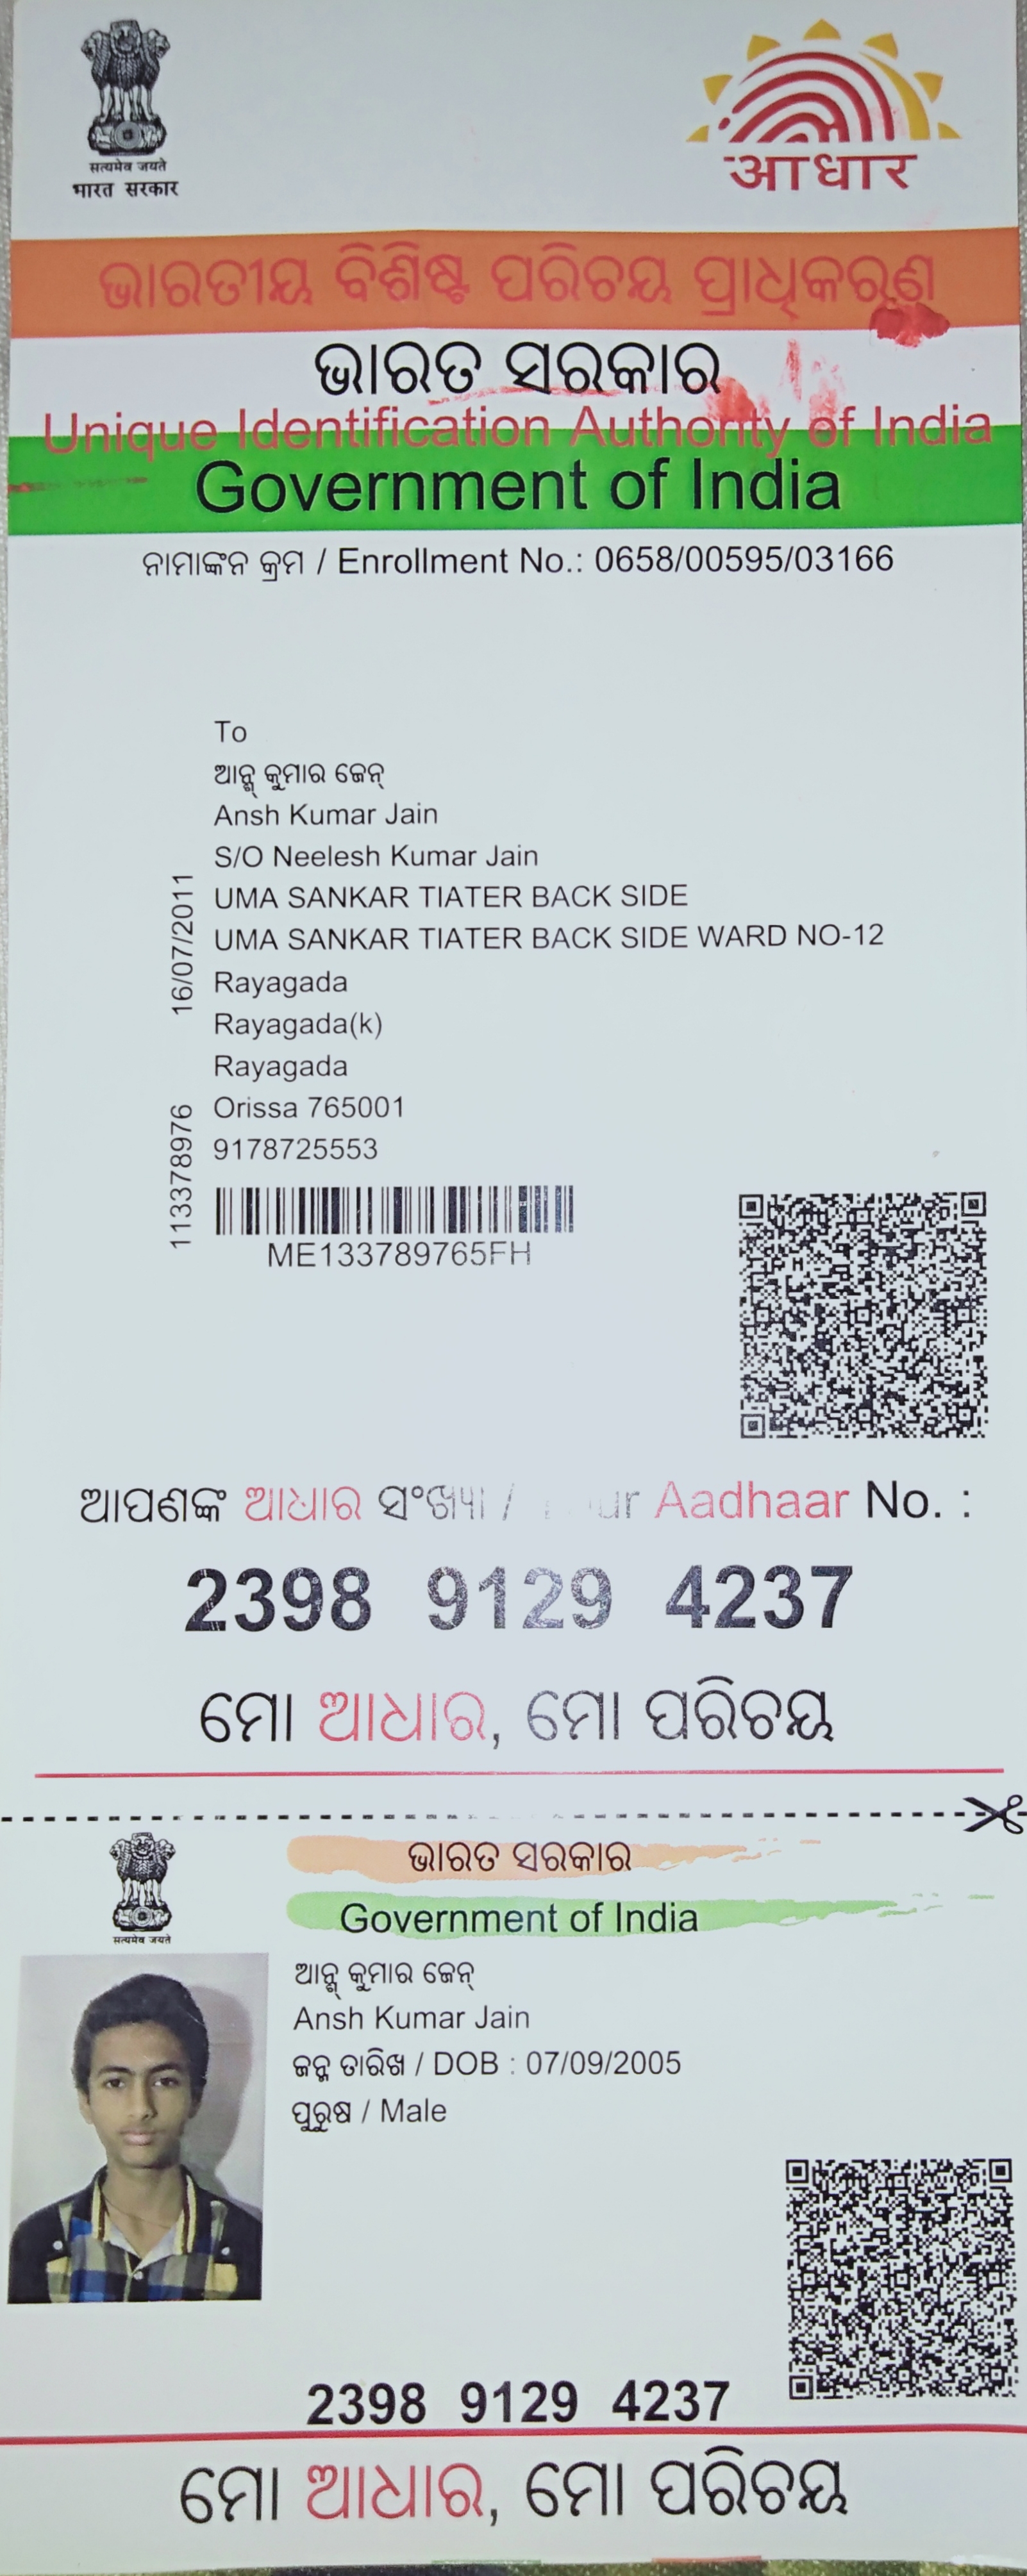 सत्यमेव जयते
भारत सरकार
आधार
ଭାରତୀୟ ବିଶିଷ୍ଟ ପରିଚୟ ପ୍ରାଧିକରଣ
ଭାରତ ସରକାର
Unique Identification Authority of India
Government of India
ନାମାଙ୍କନ କ୍ରମ / Enrollment No.: 0658/00595/03166
To
ଆନ୍ଶ୍ କୁମାର ଜେନ୍
Ansh Kumar Jain
S/O Neelesh Kumar Jain
UMA SANKAR TIATER BACK SIDE
UMA SANKAR TIATER BACK SIDE WARD NO-12
Rayagada
Rayagada(k)
Rayagada
Orissa 765001
9178725553
16/07/2011
113378976
ME133789765FH
ଆପଣଙ୍କ ଆଧାର ସଂଖ୍ୟା / Aadhaar No. :
2398 9129 4237
ମୋ ଆଧାର, ମୋ ପରିଚୟ
सत्यमेव जयते
ଭାରତ ସରକାର
Government of India
ଆନ୍ଶ୍ କୁମାର ଜେନ୍
Ansh Kumar Jain
ଜନ୍ମ ତାରିଖ / DOB : 07/09/2005
ପୁରୁଷ / Male
2398 9129 4237
ମୋ ଆଧାର, ମୋ ପରିଚୟ